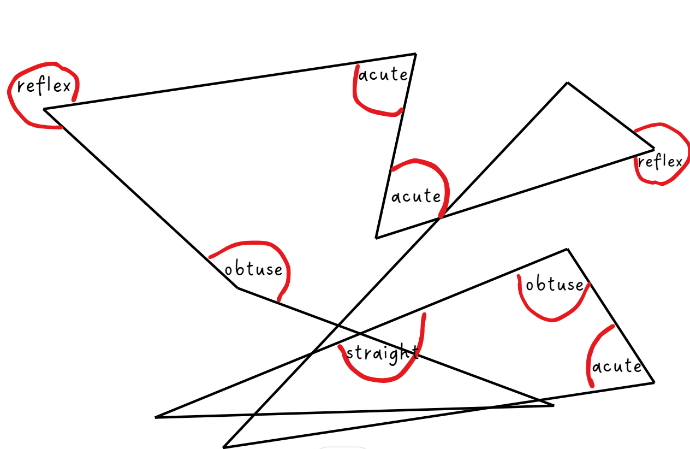 acute
reflex
reflex
acute
obtuse
obtuse
straight
acute